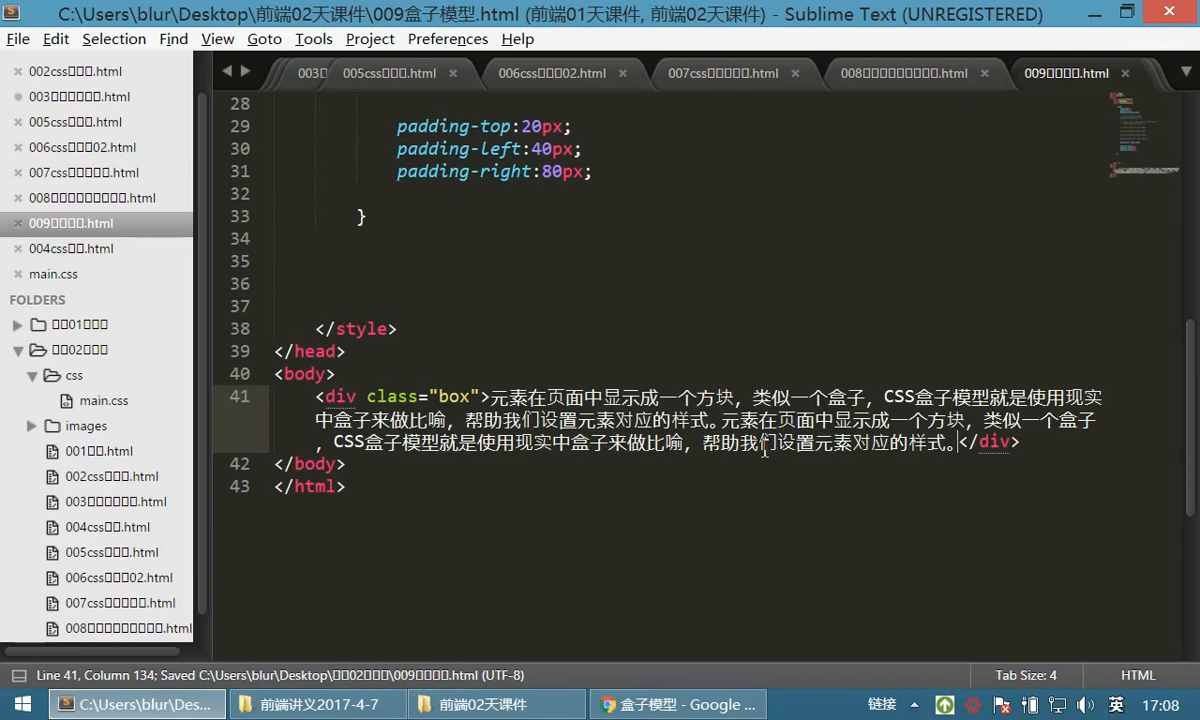 C:\Users\blur\Desktop\前端02天课件\009盒子模型.html (前端01天课件, 前端02天课件) - Sublime Text (UNREGISTERED)
File Edit Selection Find View Goto Tools Project Preferences Help
003 005css□□□.html 006css□□□02.html 007css□□□□□.html 008□□□□□□□□□.html 009□□□□.html
002css□□□.html
003□□□□□□.html
005css□□□.html
006css□□□02.html
007css□□□□□.html
008□□□□□□□□□.html
009□□□□.html
004css□□.html
main.css
FOLDERS
□□01□□□
□□02□□□
css
main.css
images
001□□.html
002css□□□.html
003□□□□□□.html
004css□□.html
005css□□□.html
006css□□□02.html
007css□□□□□.html
008□□□□□□□□□.html
28
29 padding-top:20px;
30 padding-left:40px;
31 padding-right:80px;
32
33 }
34
35
36
37
38 </style>
39 </head>
40 <body>
41 <div class="box">元素在页面中显示成一个方块，类似一个盒子，CSS盒子模型就是使用现实
中盒子来做比喻，帮助我们设置元素对应的样式。元素在页面中显示成一个方块，类似一个盒子
，CSS盒子模型就是使用现实中盒子来做比喻，帮助我们设置元素对应的样式。</div>
42 </body>
43 </html>
Line 41, Column 134; Saved C:\Users\blur\Desktop\□□02□□□\009□□□□.html (UTF-8) Tab Size: 4 HTML
C:\Users\blur\Des... 前端讲义2017-4-7 前端02天课件 盒子模型 - Google ... 链接 英 17:08